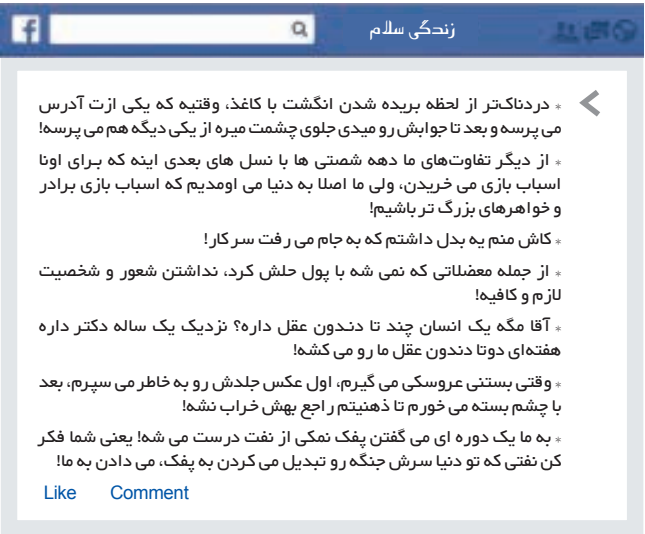 زندگی سلام
* دردناک‌تر از لحظه بریده شدن انگشت با کاغذ، وقتیه که یکی ازت آدرس
می پرسه و بعد تا جوابش رو میدی جلوی چشمت میره از یکی دیگه هم می پرسه!
* از دیگر تفاوت‌های ما دهه شصتی ها با نسل های بعدی اینه که برای اونا
اسباب بازی می خریدن، ولی ما اصلا به دنیا می اومدیم که اسباب بازی برادر
و خواهرهای بزرگ تر باشیم!
* کاش منم یه بدل داشتم که به جام می رفت سر کار!
* از جمله معضلاتی که نمی شه با پول حلش کرد، نداشتن شعور و شخصیت
لازم و کافیه!
* آقا مگه یک انسان چند تا دندون عقل داره؟ نزدیک یک ساله دکتر داره
هفته‌ای دوتا دندون عقل ما رو می کشه!
* وقتی بستنی عروسکی می گیرم، اول عکس جلدش رو به خاطر می سپرم، بعد
با چشم بسته می خورم تا ذهنیتم راجع بهش خراب نشه!
* به ما یک دوره ای می گفتن پفک نمکی از نفت درست می شه! یعنی شما فکر
کن نفتی که تو دنیا سرش جنگه رو تبدیل می کردن به پفک، می دادن به ما!
Like Comment